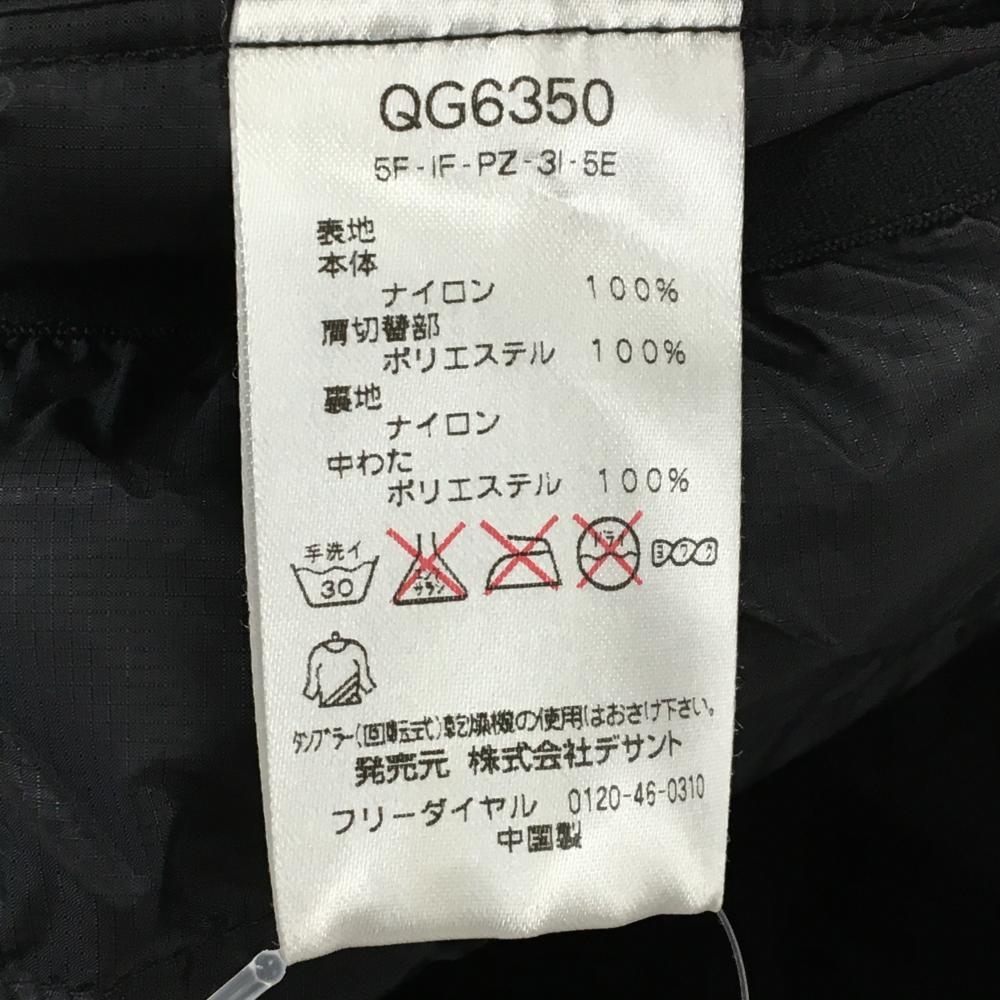 QG6350
5F-IF-PZ-3I-5E
表地
本体
ナイロン 100%
肩切替部
ポリエステル 100%
裏地
ナイロン
中わた
ポリエステル 100%
手洗イ
30
エンソ
サラシ
ドライ
ヨワク
タンブラー(回転式)乾燥機の使用はおさけ下さい。
発売元 株式会社デサント
フリーダイヤル 0120-46-0310
中国製